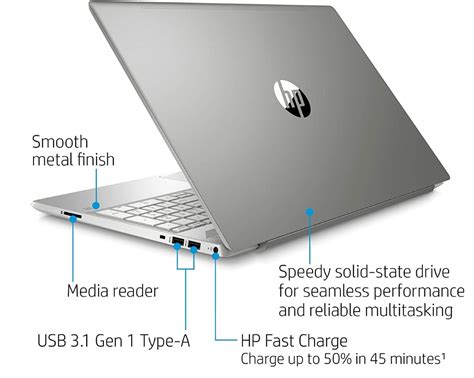 hp
Smooth
metal finish
Media reader
Speedy solid-state drive
for seamless performance
and reliable multitasking
USB 3.1 Gen 1 Type-A
HP Fast Charge
Charge up to 50% in 45 minutes¹